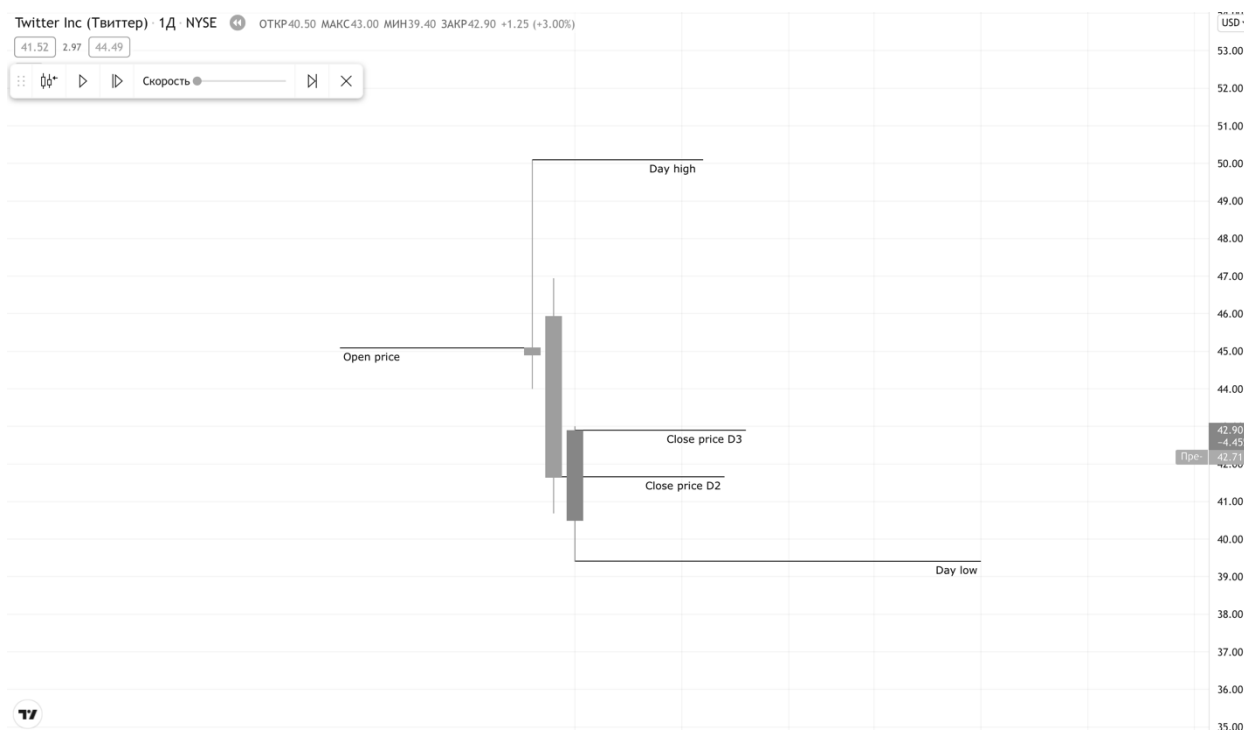 Twitter Inc (Твиттер) · 1Д · NYSE ОТКР40.50 МАКС43.00 МИН39.40 ЗАКР42.90 +1.25 (+3.00%)
USD
41.52 2.97 44.49
53.00
Скорость
52.00
51.00
50.00
Day high
49.00
48.00
47.00
46.00
45.00
Open price
44.00
42.90
Close price D3
-4.45
Пре- 42.71
42.00
Close price D2
41.00
40.00
Day low
39.00
38.00
37.00
36.00
35.00